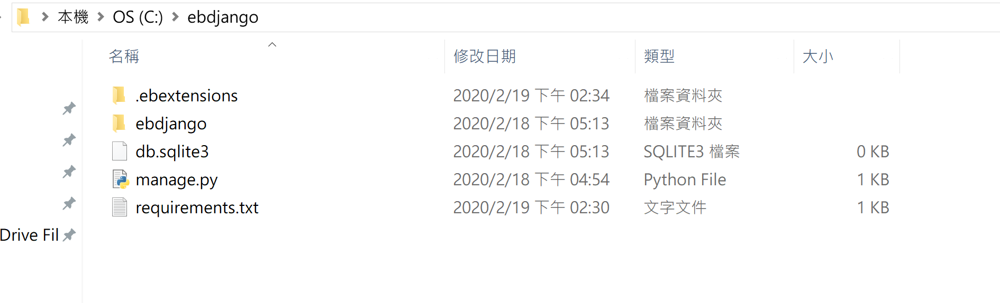 本機 OS (C:) ebdjango
名稱 修改日期 類型 大小
.ebextensions 2020/2/19 下午 02:34 檔案資料夾
ebdjango 2020/2/18 下午 05:13 檔案資料夾
db.sqlite3 2020/2/18 下午 05:13 SQLITE3 檔案 0 KB
manage.py 2020/2/18 下午 04:54 Python File 1 KB
requirements.txt 2020/2/19 下午 02:30 文字文件 1 KB
Drive Fil